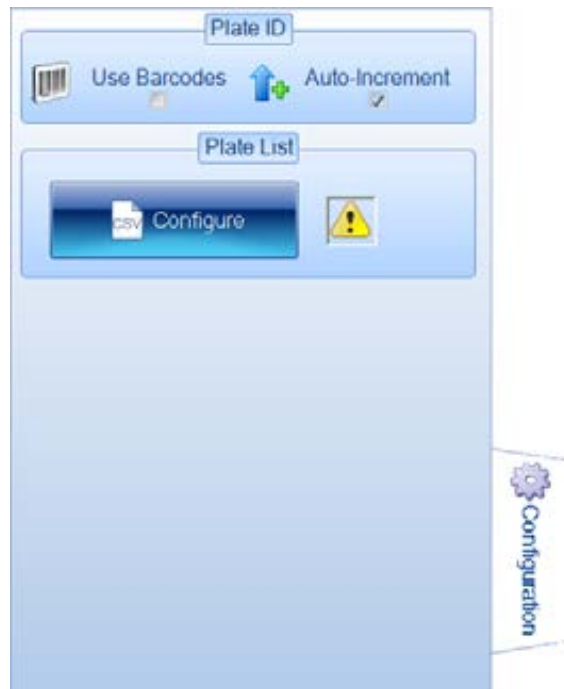 Plate ID
Use Barcodes Auto-Increment
Plate List
CSV Configure
Configuration